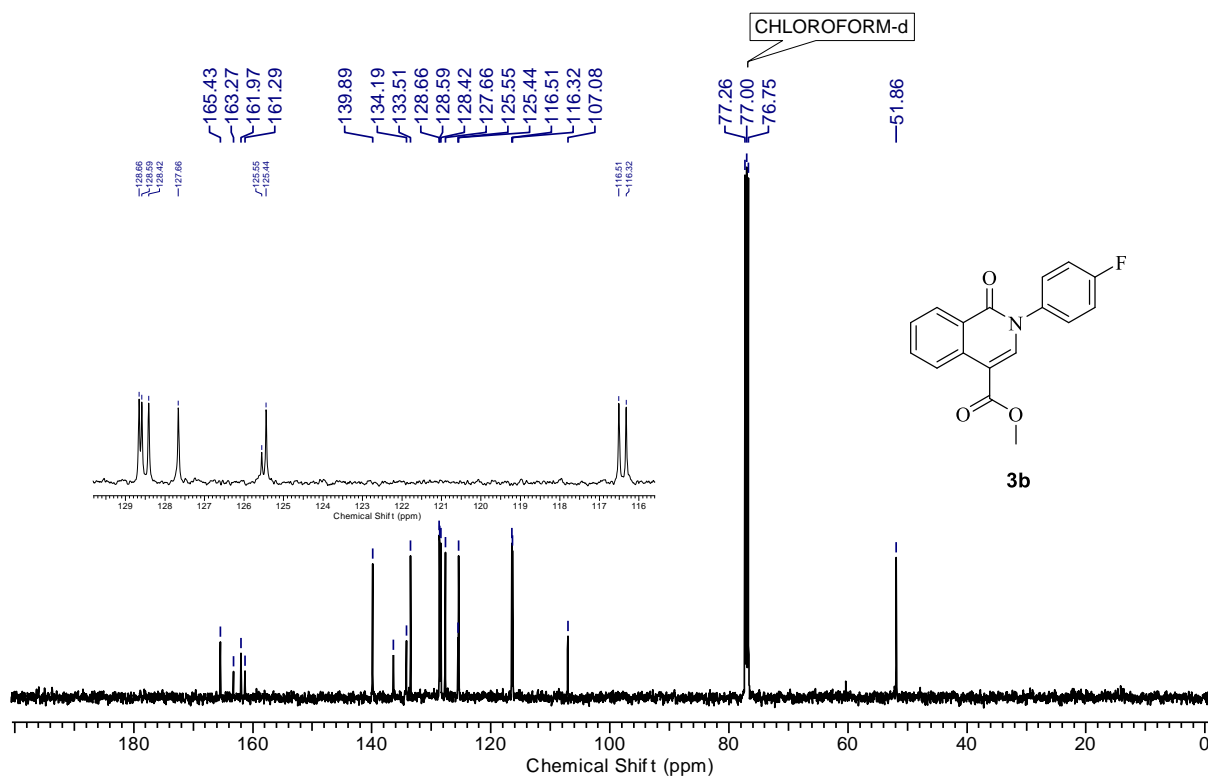 CHLOROFORM-d
165.43
163.27
161.97
161.29
139.89
134.19
133.51
128.66
128.59
128.42
127.66
125.55
125.44
116.51
116.32
107.08
77.26
77.00
76.75
51.86
128.66
128.59
128.42
127.66
125.55
125.44
116.51
116.32
129 128 127 126 125 124 123 122 121 120 119 118 117 116
Chemical Shift (ppm)
O
F
N
O
O
3b
180 160 140 120 100 80 60 40 20 0
Chemical Shift (ppm)